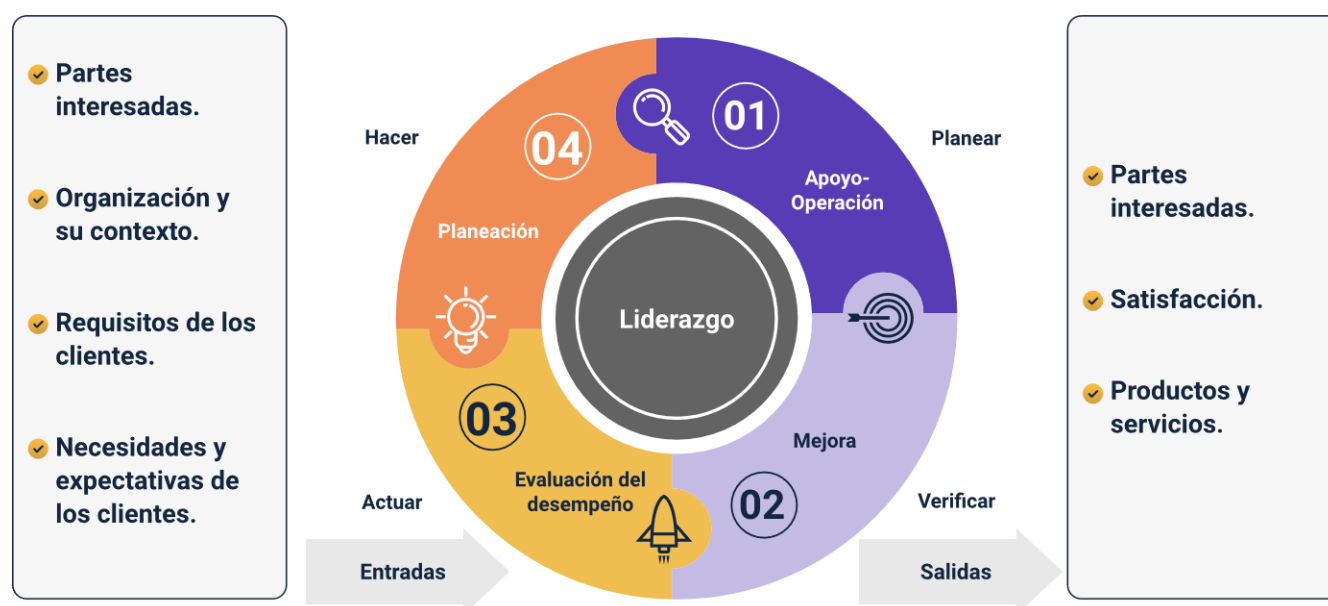 Partes
interesadas.
Organización y
su contexto.
Requisitos de los
clientes.
Necesidades y
expectativas de
los clientes.
Hacer
04
Planeación
01
Apoyo-
Operación
Planear
Liderazgo
03
Evaluación del
desempeño
Actuar
Mejora
02
Verificar
Entradas
Salidas
Partes
interesadas.
Satisfacción.
Productos y
servicios.